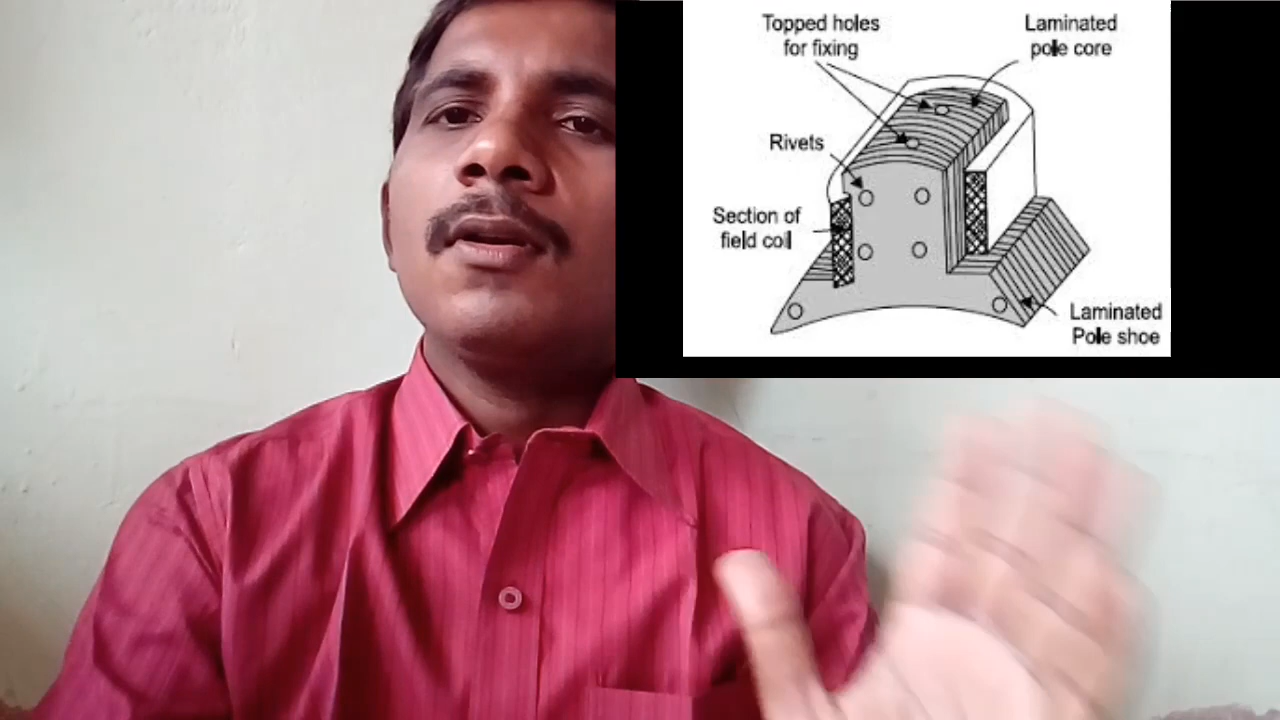 Topped holes
for fixing
Laminated
pole core
Rivets
Section of
field coil
Laminated
Pole shoe